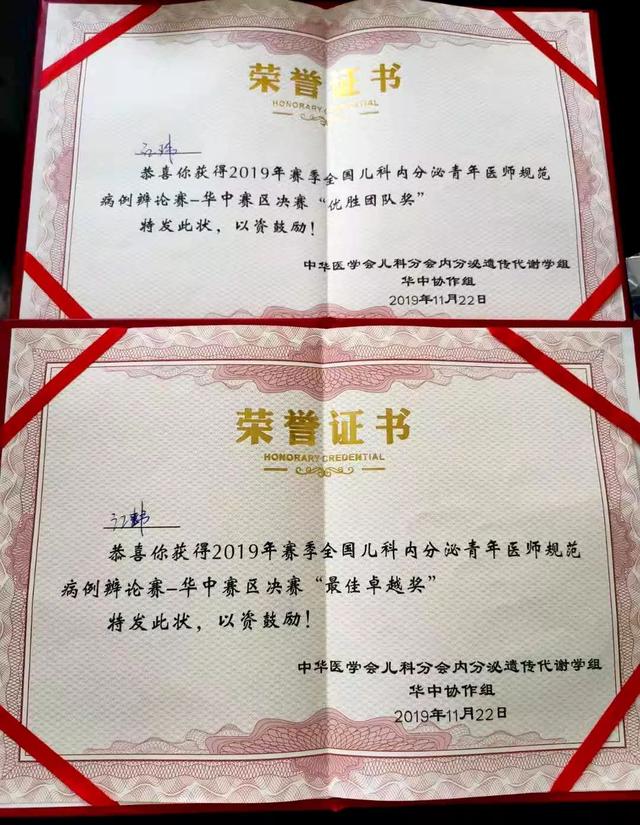 荣誉证书
HONORARY CREDENTIAL
恭喜你获得2019年赛季全国儿科内分泌青年医师规范
病例辨论赛-华中赛区决赛“优胜团队奖”
特发此状，以资鼓励！
中华医学会儿科分会内分泌遗传代谢学组
华中协作组
2019年11月22日
荣誉证书
HONORARY CREDENTIAL
恭喜你获得2019年赛季全国儿科内分泌青年医师规范
病例辨论赛-华中赛区决赛“最佳卓越奖”
特发此状，以资鼓励！
中华医学会儿科分会内分泌遗传代谢学组
华中协作组
2019年11月22日